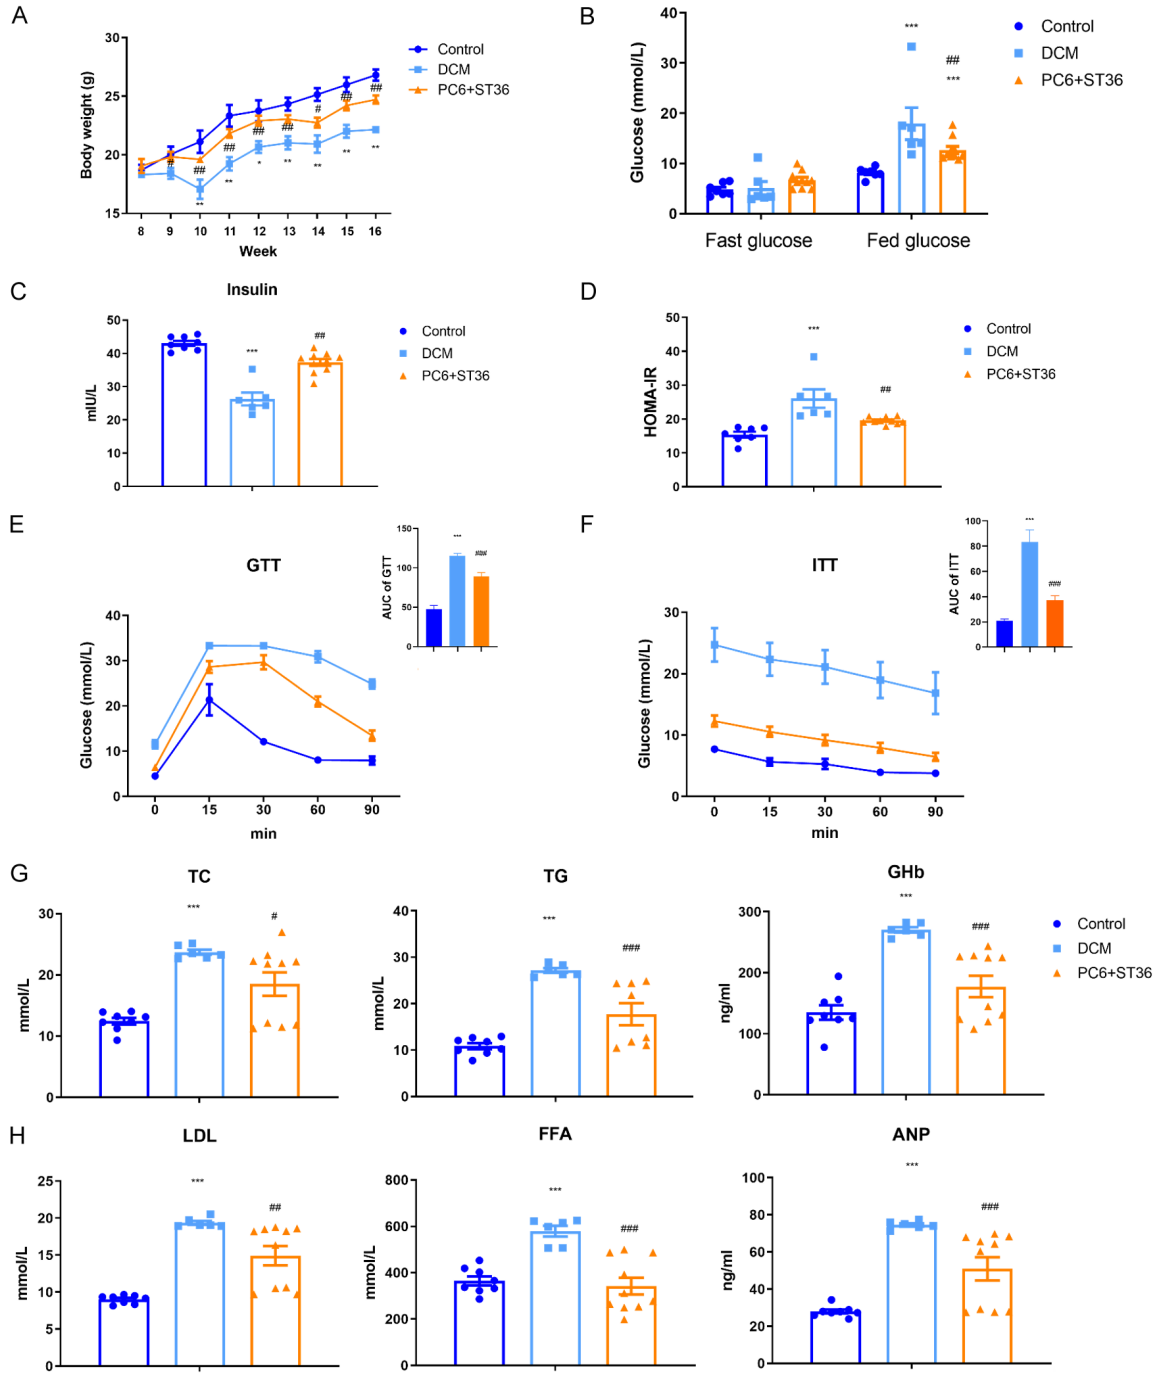 A
Body weight (g)
30
25
20
15
8 9 10 11 12 13 14 15 16
Week
Control
DCM
PC6+ST36
# ## ## ## ## # ## ##
** ** * ** ** ** **
B
Glucose (mmol/L)
40
30
20
10
0
Fast glucose Fed glucose
***
##
***
Control
DCM
PC6+ST36
C
Insulin
mIU/L
50
40
30
20
10
0
***
##
Control
DCM
PC6+ST36
D
HOMA-IR
50
40
30
20
10
0
***
##
Control
DCM
PC6+ST36
E
GTT
Glucose (mmol/L)
40
30
20
10
0
0 15 30 60 90
min
AUC of GTT
150
100
50
0
***
###
F
ITT
Glucose (mmol/L)
30
20
10
0
0 15 30 60 90
min
AUC of ITT
100
80
60
40
20
0
***
###
G
TC
mmol/L
30
20
10
0
***
#
TG
mmol/L
40
30
20
10
0
***
###
GHb
ng/ml
300
200
100
0
***
###
Control
DCM
PC6+ST36
H
LDL
mmol/L
25
20
15
10
5
0
***
##
FFA
mmol/L
800
600
400
200
0
***
###
ANP
ng/ml
100
80
60
40
20
0
***
###